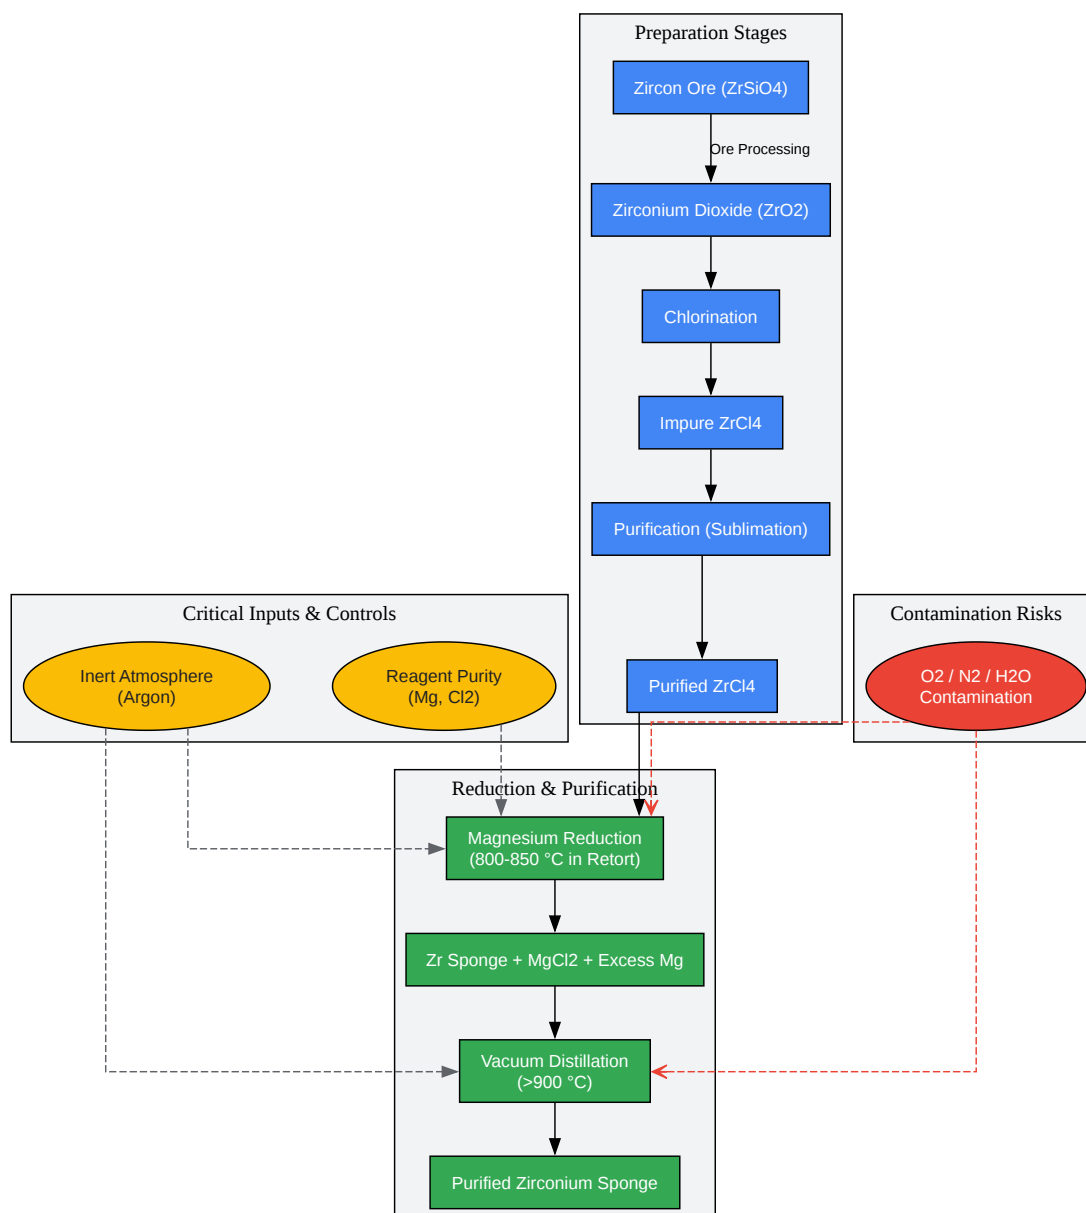 Preparation Stages
Zircon Ore (ZrSiO4)
Ore Processing
Zirconium Dioxide (ZrO2)
Chlorination
Impure ZrCl4
Purification (Sublimation)
Purified ZrCl4
Critical Inputs & Controls
Inert Atmosphere
(Argon)
Reagent Purity
(Mg, Cl2)
Contamination Risks
O2 / N2 / H2O
Contamination
Reduction & Purification
Magnesium Reduction
(800-850 °C in Retort)
Zr Sponge + MgCl2 + Excess Mg
Vacuum Distillation
(>900 °C)
Purified Zirconium Sponge